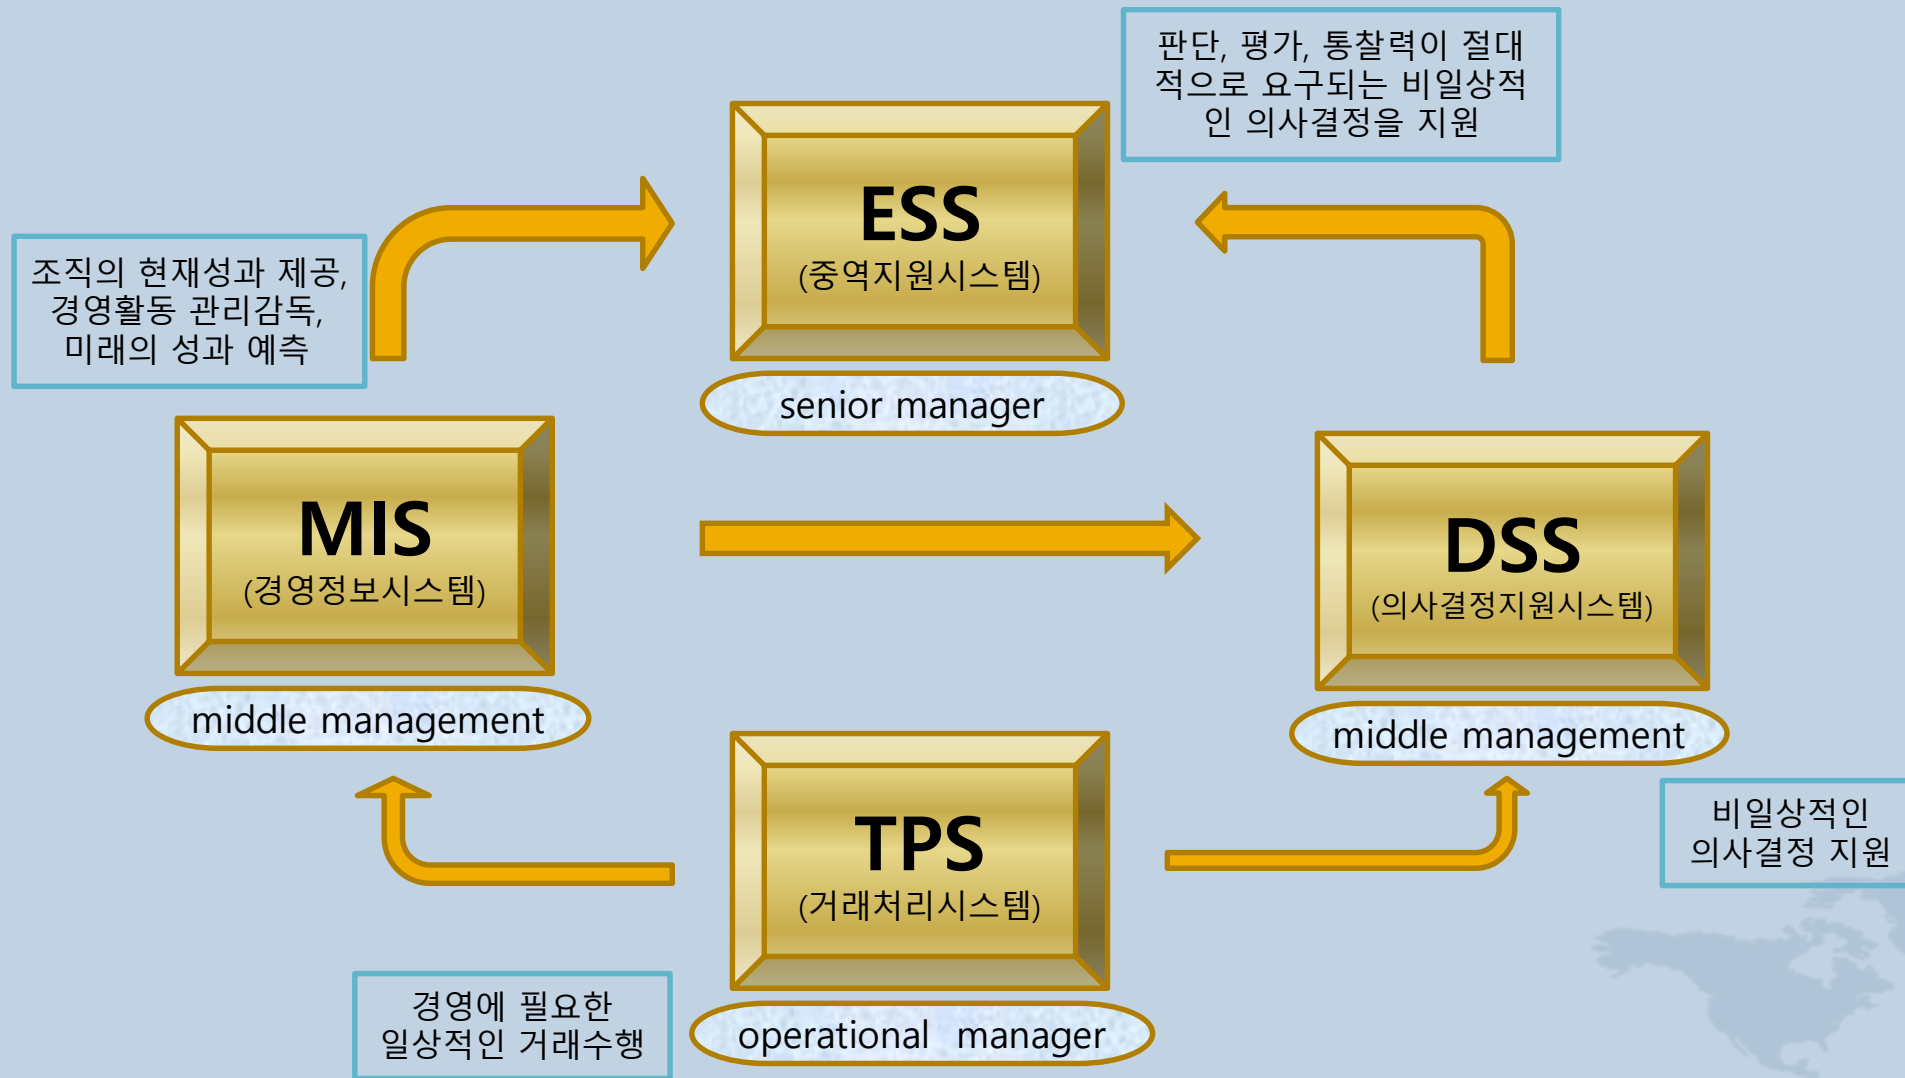 판단, 평가, 통찰력이 절대
적으로 요구되는 비일상적
인 의사결정을 지원
ESS
(중역지원시스템)
senior manager
조직의 현재성과 제공,
경영활동 관리감독,
미래의 성과 예측
MIS
(경영정보시스템)
middle management
DSS
(의사결정지원시스템)
middle management
비일상적인
의사결정 지원
TPS
(거래처리시스템)
operational manager
경영에 필요한
일상적인 거래수행